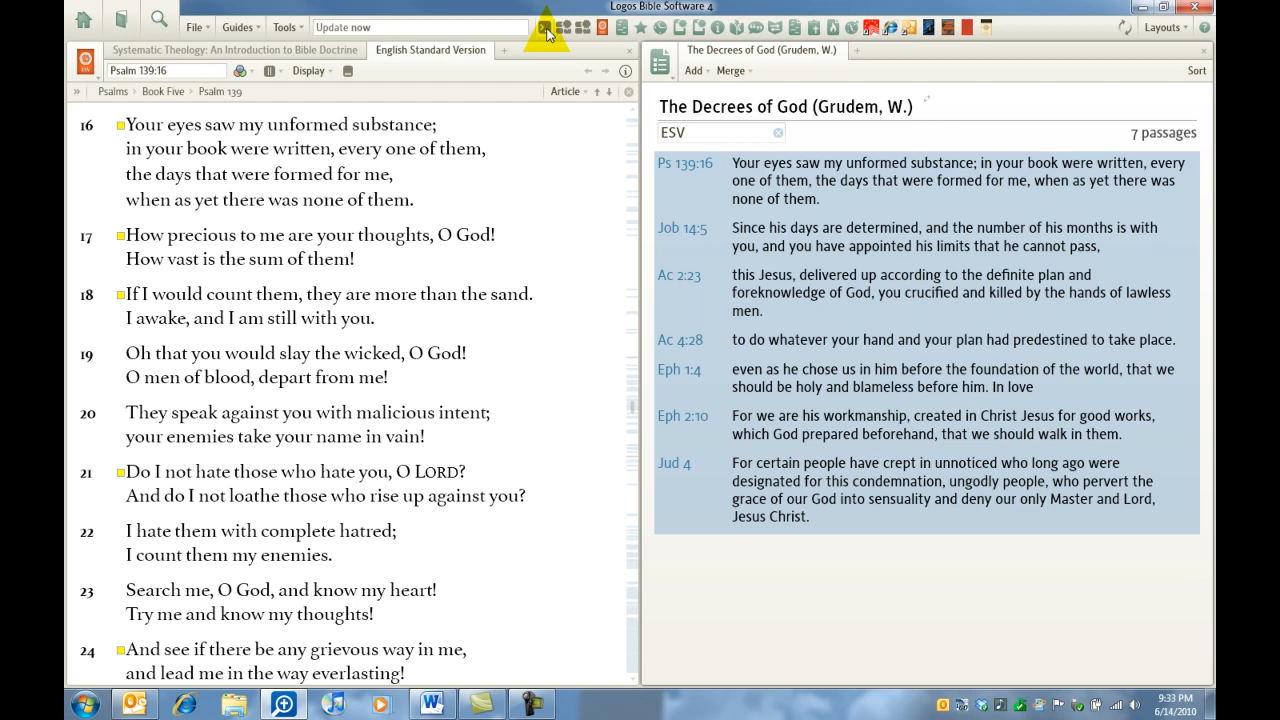 Logos Bible Software 4
File
Guides
Tools
Update now
Layouts
Systematic Theology: An Introduction to Bible Doctrine
English Standard Version
Psalm 139:16
Display
Psalms
Book Five
Psalm 139
Article
16 Your eyes saw my unformed substance;
in your book were written, every one of them,
the days that were formed for me,
when as yet there was none of them.
17 How precious to me are your thoughts, O God!
How vast is the sum of them!
18 If I would count them, they are more than the sand.
I awake, and I am still with you.
19 Oh that you would slay the wicked, O God!
O men of blood, depart from me!
20 They speak against you with malicious intent;
your enemies take your name in vain!
21 Do I not hate those who hate you, O LORD?
And do I not loathe those who rise up against you?
22 I hate them with complete hatred;
I count them my enemies.
23 Search me, O God, and know my heart!
Try me and know my thoughts!
24 And see if there be any grievous way in me,
and lead me in the way everlasting!
The Decrees of God (Grudem, W.)
Add
Merge
Sort
The Decrees of God (Grudem, W.)
ESV
7 passages
Ps 139:16 Your eyes saw my unformed substance; in your book were written, every
one of them, the days that were formed for me, when as yet there was
none of them.
Job 14:5 Since his days are determined, and the number of his months is with
you, and you have appointed his limits that he cannot pass,
Ac 2:23 this Jesus, delivered up according to the definite plan and
foreknowledge of God, you crucified and killed by the hands of lawless
men.
Ac 4:28 to do whatever your hand and your plan had predestined to take place.
Eph 1:4 even as he chose us in him before the foundation of the world, that we
should be holy and blameless before him. In love
Eph 2:10 For we are his workmanship, created in Christ Jesus for good works,
which God prepared beforehand, that we should walk in them.
Jud 4 For certain people have crept in unnoticed who long ago were
designated for this condemnation, ungodly people, who pervert the
grace of our God into sensuality and deny our only Master and Lord,
Jesus Christ.
9:33 PM
6/14/2010